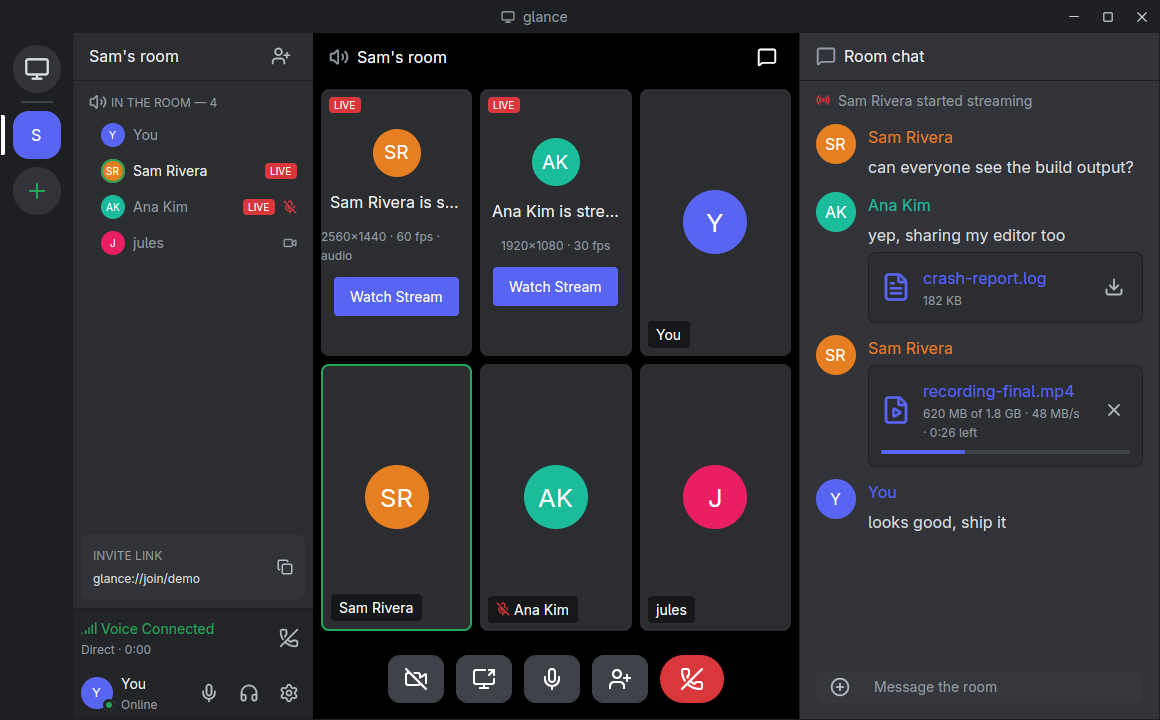 glance
Sam's room
IN THE ROOM — 4
S
Y You
SR Sam Rivera LIVE
AK Ana Kim LIVE
J jules
INVITE LINK
glance://join/demo
Voice Connected
Direct · 0:00
Y
You
Online
Sam's room
LIVE
SR
Sam Rivera is s...
2560×1440 · 60 fps ·
audio
Watch Stream
LIVE
AK
Ana Kim is stre...
1920×1080 · 30 fps
Watch Stream
Y
You
SR
Sam Rivera
AK
Ana Kim
J
jules
Room chat
Sam Rivera started streaming
SR
Sam Rivera
can everyone see the build output?
AK
Ana Kim
yep, sharing my editor too
crash-report.log
182 KB
SR
Sam Rivera
recording-final.mp4
620 MB of 1.8 GB · 48 MB/s
· 0:26 left
Y
You
looks good, ship it
Message the room